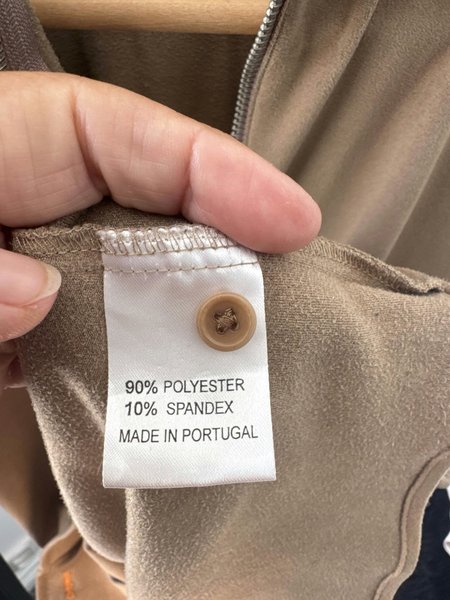 90% POLYESTER
10% SPANDEX
MADE IN PORTUGAL